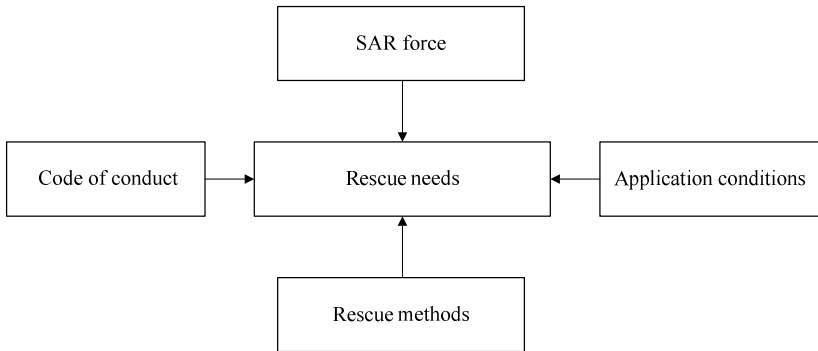 SAR force
Code of conduct
Rescue needs
Application conditions
Rescue methods